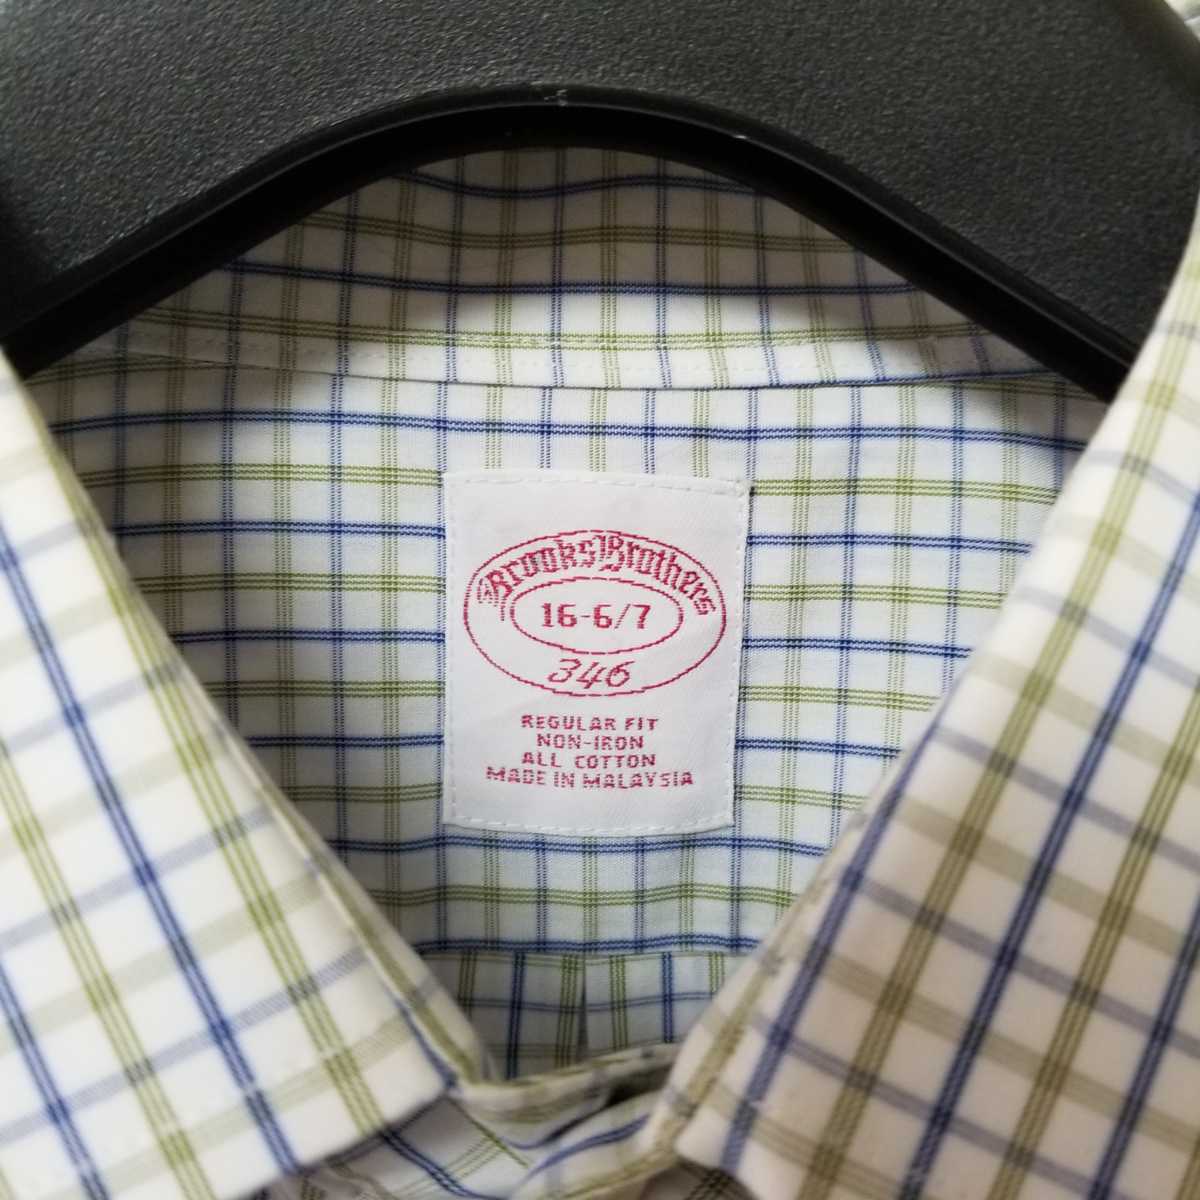 Brooks Brothers
16-6/7
346
REGULAR FIT
NON-IRON
ALL COTTON
MADE IN MALAYSIA